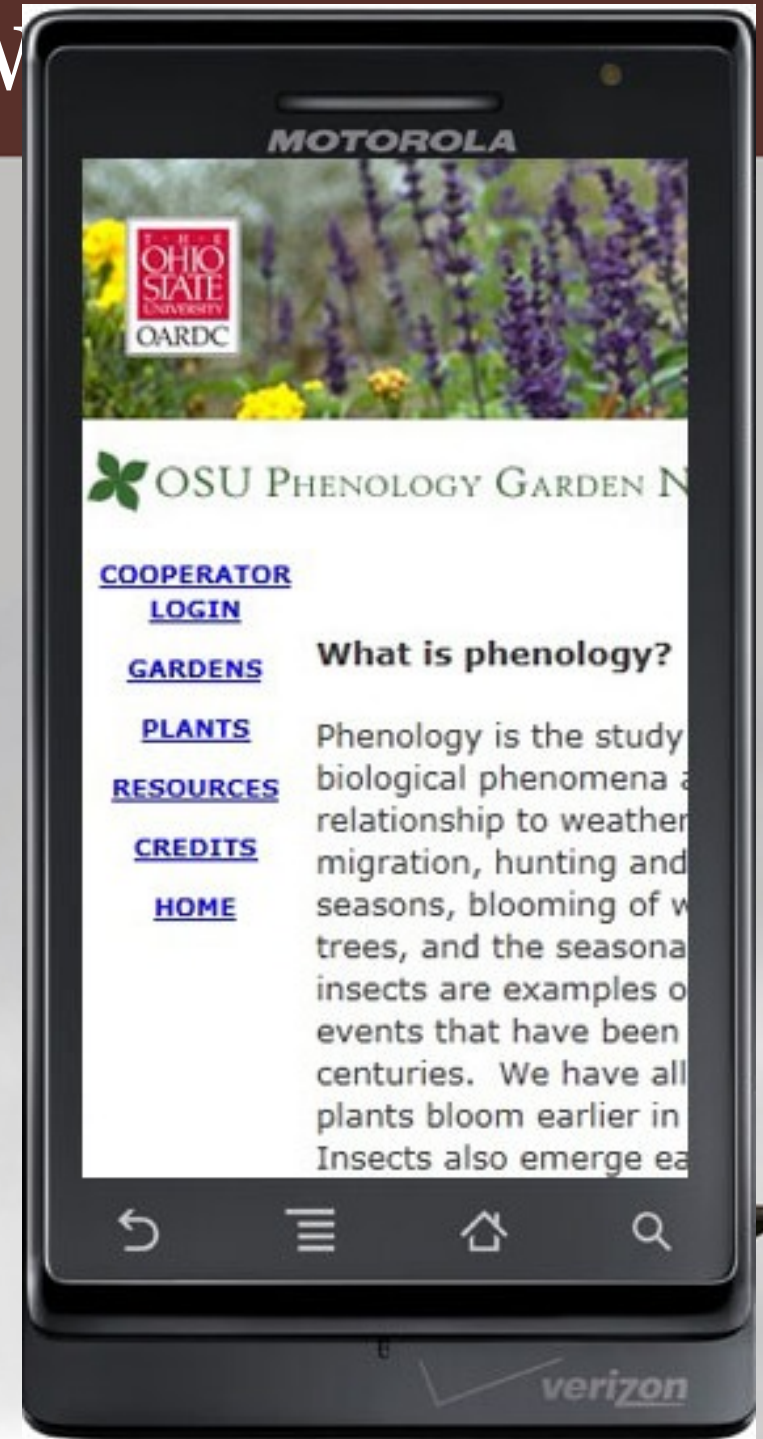 MOTOROLA
T·H·E
OHIO
STATE
UNIVERSITY
OARDC
OSU PHENOLOGY GARDEN N
COOPERATOR
LOGIN
GARDENS
PLANTS
RESOURCES
CREDITS
HOME
What is phenology?
Phenology is the study
biological phenomena a
relationship to weather
migration, hunting and
seasons, blooming of w
trees, and the seasona
insects are examples o
events that have been
centuries. We have all
plants bloom earlier in
Insects also emerge ea
verizon